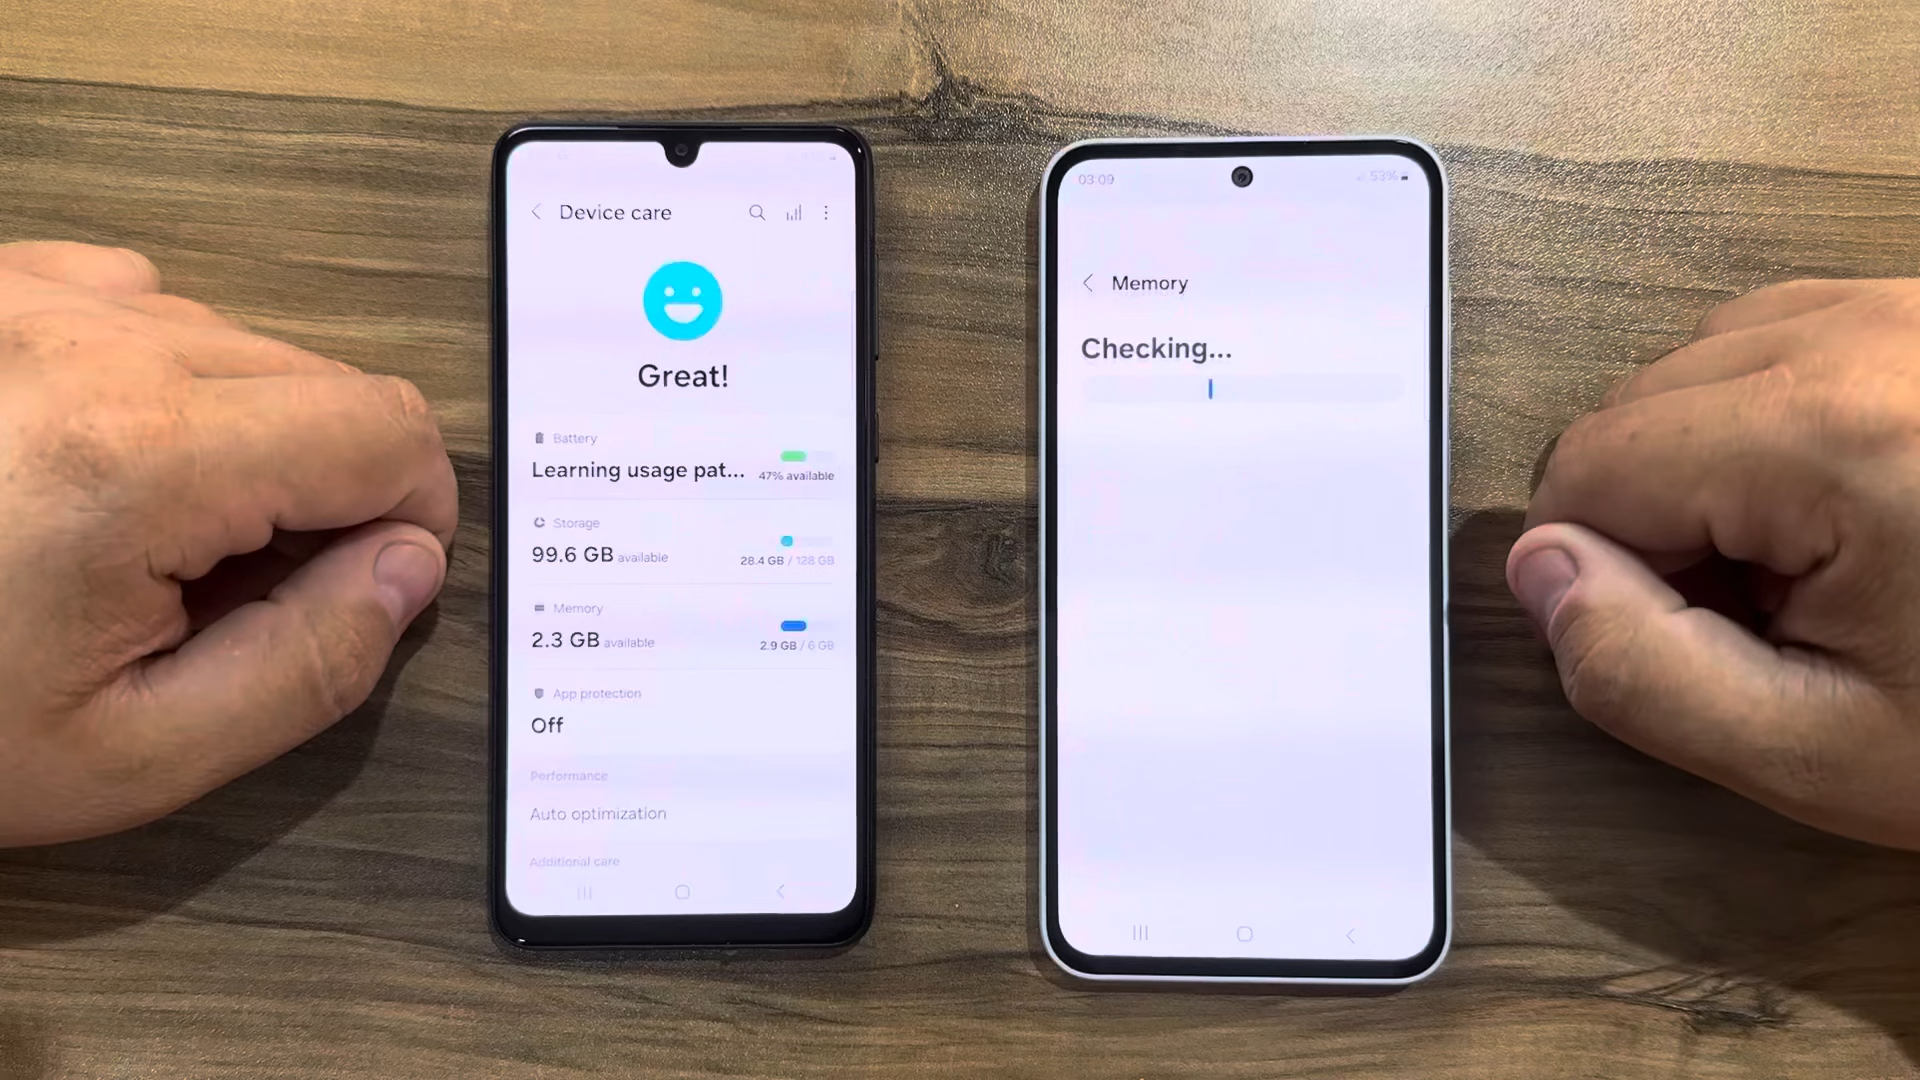 Device care
Great!
Battery
Learning usage pat...
47% available
Storage
99.6 GB available
28.4 GB / 128 GB
Memory
2.3 GB available
2.9 GB / 6 GB
App protection
Off
Performance
Auto optimization
Additional care
03:09
53%
Memory
Checking...